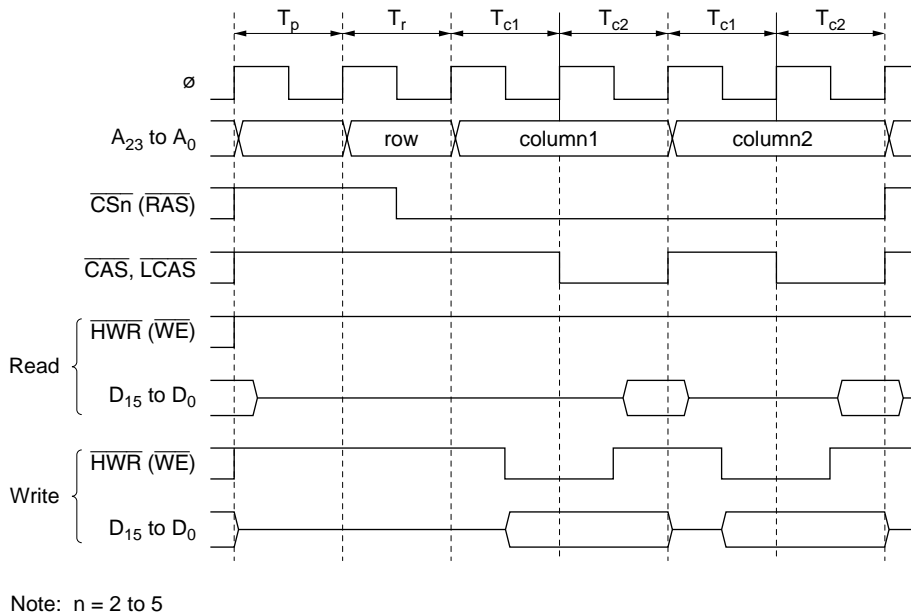 Tp Tr Tc1 Tc2 Tc1 Tc2
ø
A23 to A0 row column1 column2
CSn (RAS)
CAS, LCAS
Read
HWR (WE)
D15 to D0
Write
HWR (WE)
D15 to D0
Note: n = 2 to 5